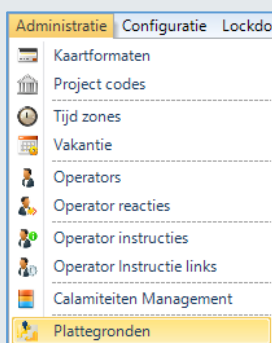 Administratie Configuratie Lockdo
Kaartformaten
Project codes
Tijd zones
Vakantie
Operators
Operator reacties
Operator instructies
Operator Instructie links
Calamiteiten Management
Plattegronden